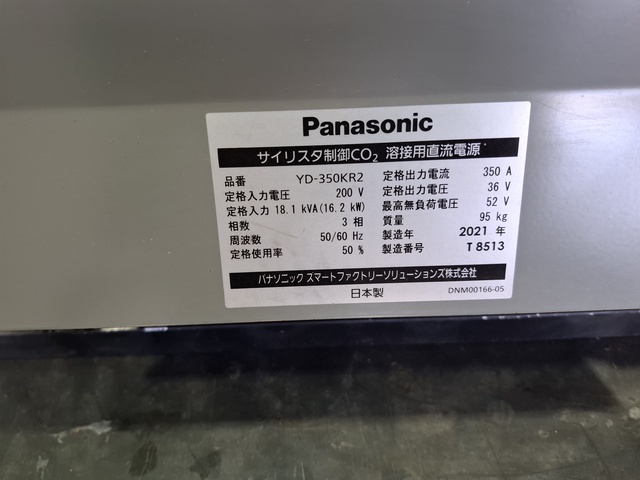 Panasonic
サイリスタ制御CO₂ 溶接用直流電源
品番 YD-350KR2 定格出力電流 350 A
定格入力電圧 200 V 定格出力電圧 36 V
定格入力 18.1 kVA(16.2 kW) 最高無負荷電圧 52 V
相数 3 相 質量 95 kg
周波数 50/60 Hz 製造年 2021 年
定格使用率 50 % 製造番号 T8513
パナソニック スマートファクトリーソリューションズ株式会社
日本製 DNM00166-05